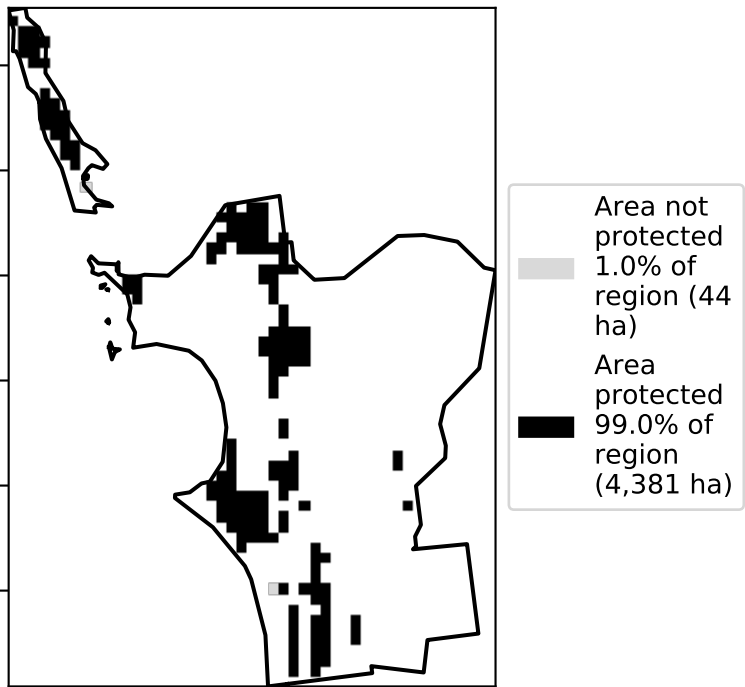 Area not
protected
1.0% of
region (44
ha)
Area
protected
99.0% of
region
(4,381 ha)